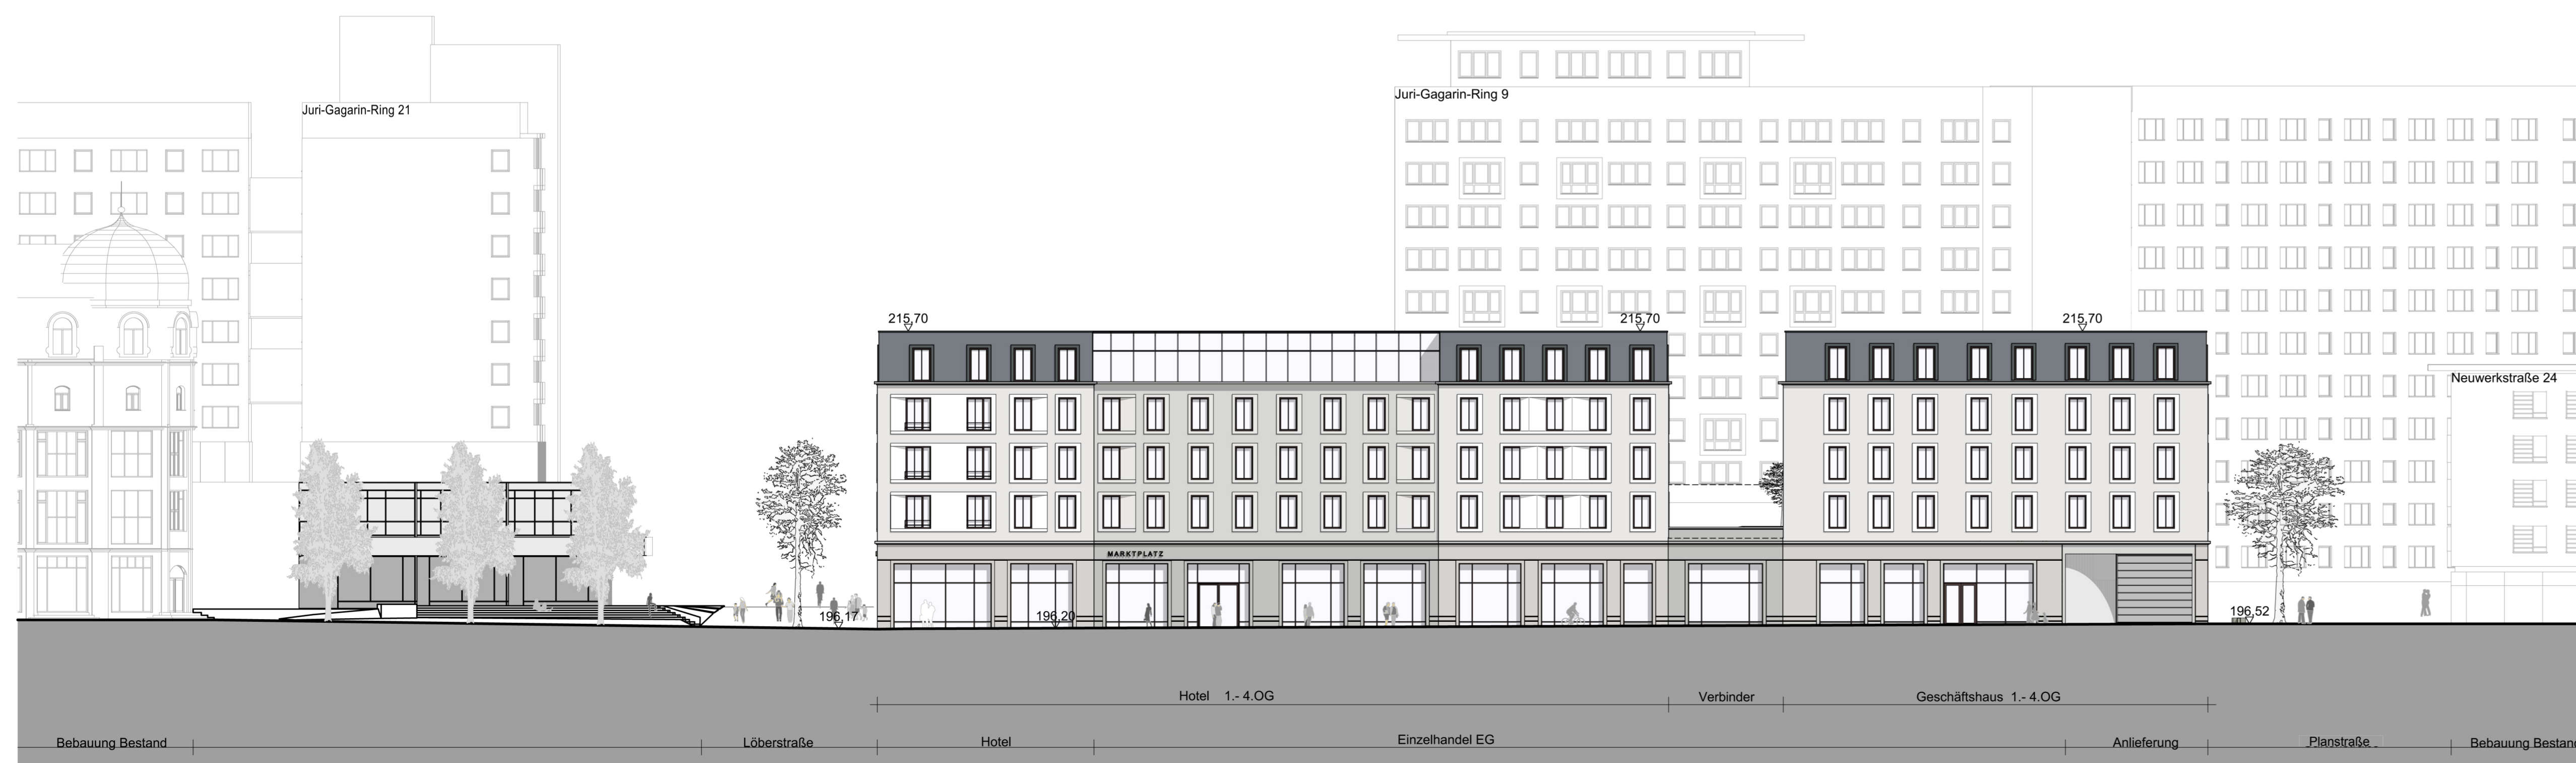 Juri-Gagarin-Ring 21
Juri-Gagarin-Ring 9
215,70
215,70
215,70
Neuwerkstraße 24
MARKTPLATZ
196,17
196,20
196,52
Hotel 1.- 4.OG
Verbinder
Geschäftshaus 1.- 4.OG
Bebauung Bestand
Löberstraße
Hotel
Einzelhandel EG
Anlieferung
Planstraße
Bebauung Bestand